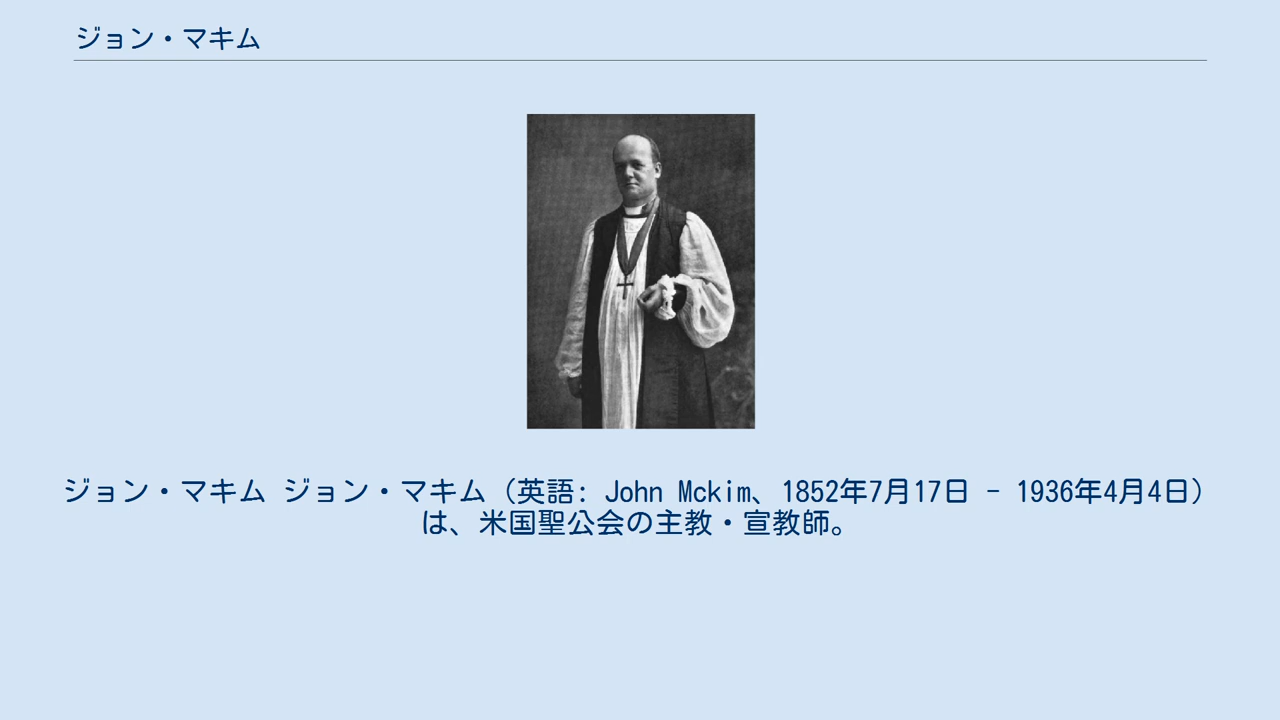 ジョン・マキム
ジョン・マキム ジョン・マキム（英語: John Mckim、1852年7月17日 - 1936年4月4日）
は、米国聖公会の主教・宣教師。